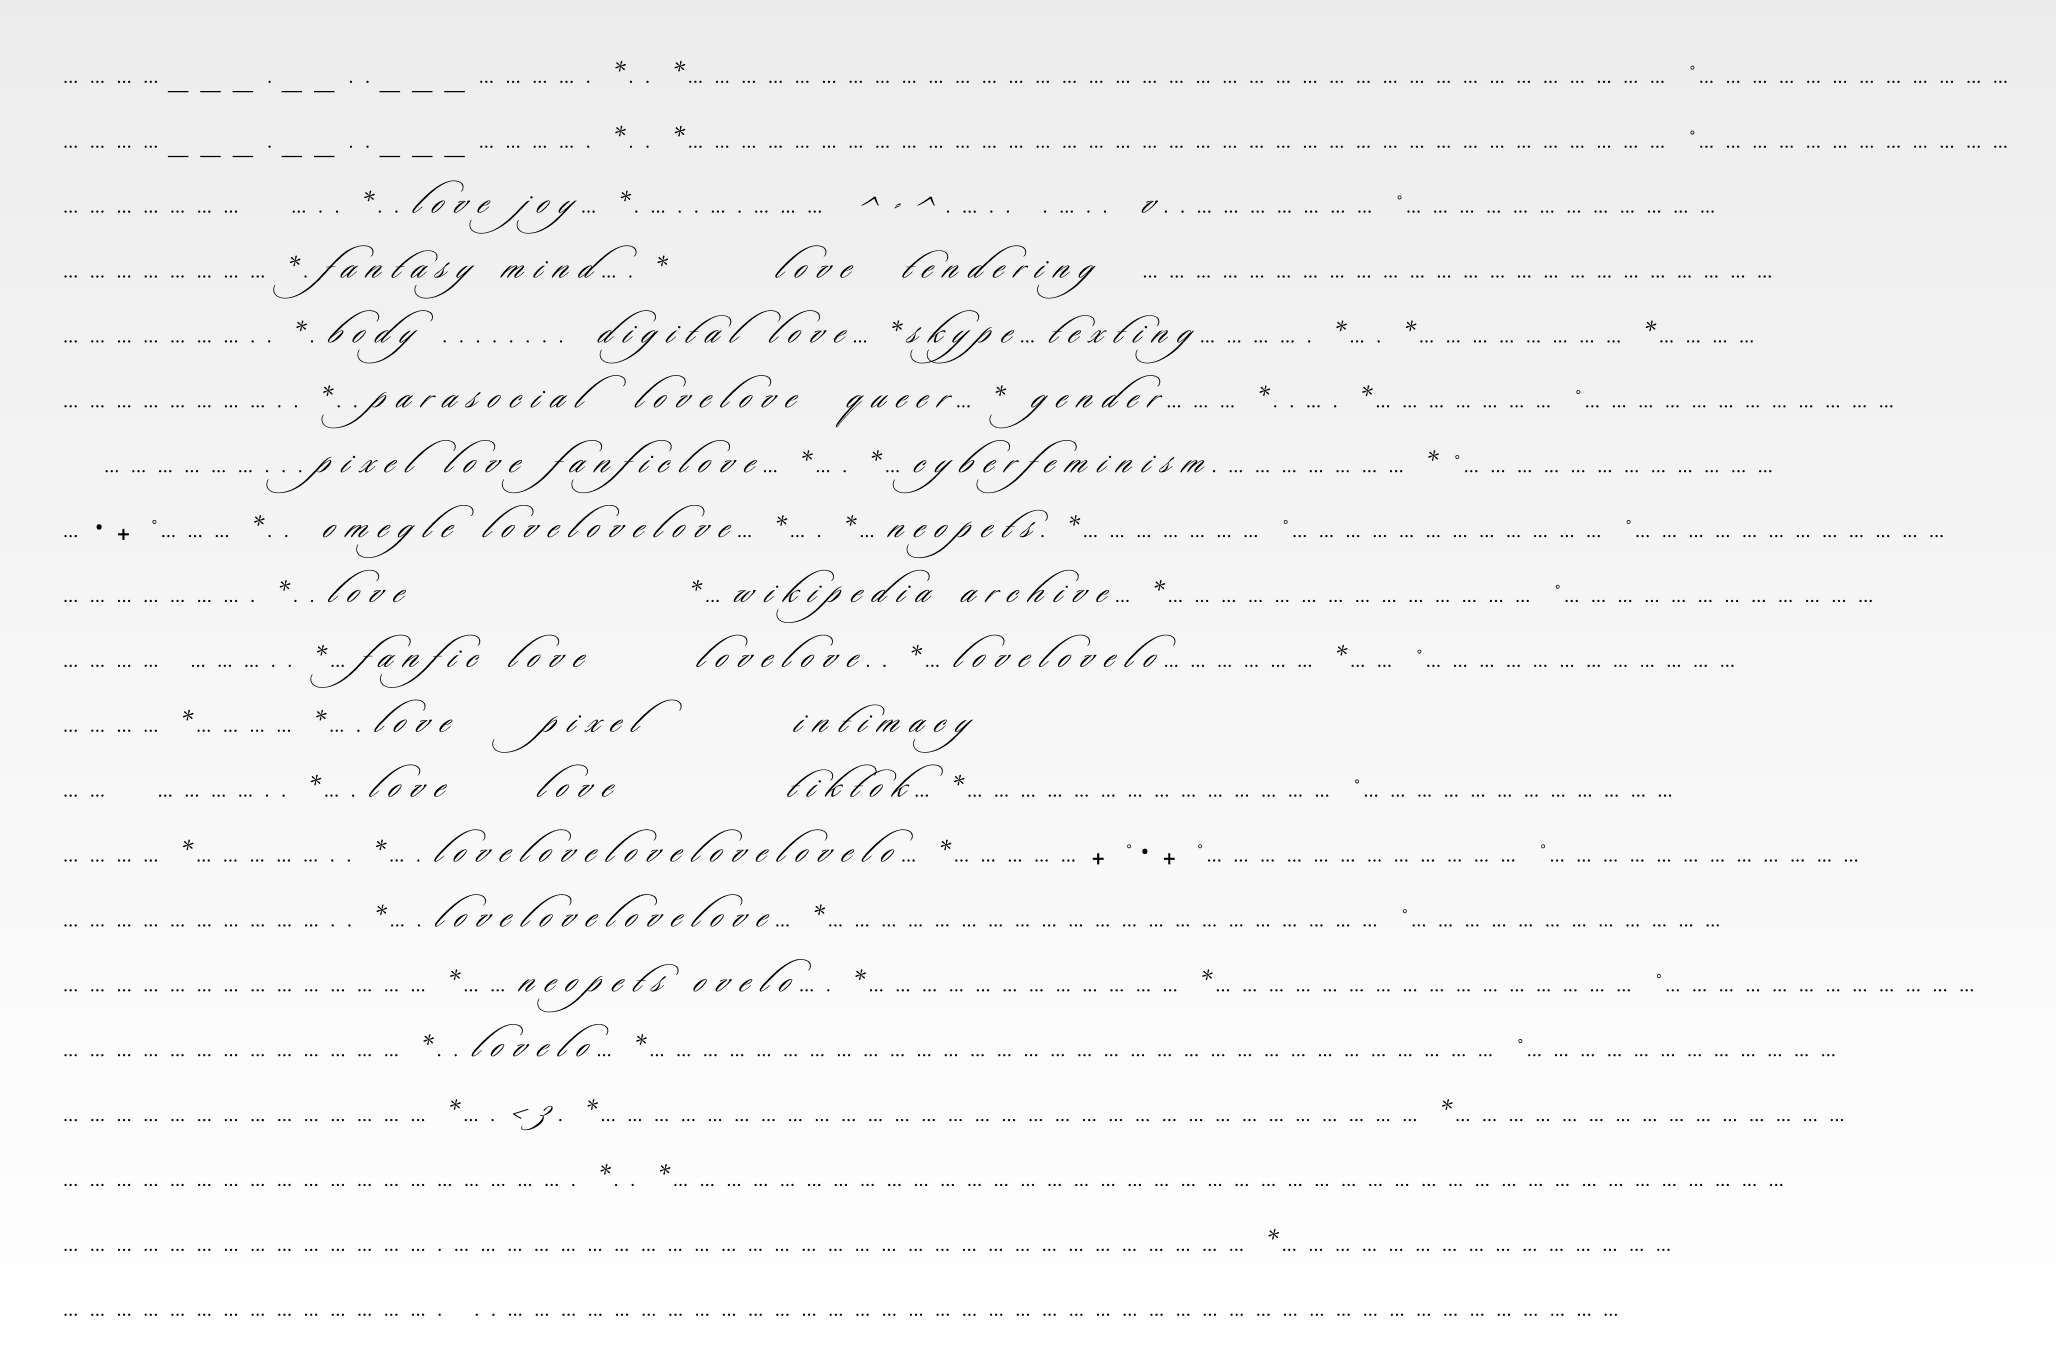 … … … … _ _ _ . _ _ . . _ _ _ … … … … . * . . * … … … … … … … … … … … … … … … … … … … … … … … … … … … … … … … … … … … … … ° … … … … … … … … … … … …
… … … … _ _ _ . _ _ . . _ _ _ … … … … . * . . * … … … … … … … … … … … … … … … … … … … … … … … … … … … … … … … … … … … … … ° … … … … … … … … … … … …
… … … … … … … … . . * . . love joy … * . … . . … . … … … ^ . ^ . … . . . … . . v . . … … … … … … … ° … … … … … … … … … … … …
… … … … … … … … * . fantasy mind … . * love tendering … … … … … … … … … … … … … … … … … … … … … … … …
… … … … … … … . . * . body . . . . . . . . digital love … * skype … texting … … … … . * … . * … … … … … … … … * … … … …
… … … … … … … … . . * . . parasocial lovelove queer … * gender … … … * . . … . * … … … … … … … ° … … … … … … … … … … … …
… … … … … … . . . pixel love fanficlove … * … . * … cyberfeminism . … … … … … … … * ° … … … … … … … … … … … …
… • + ° … … … * . . omegle lovelovelove … * … . * … neopets . * … … … … … … … ° … … … … … … … … … … … … ° … … … … … … … … … … … …
… … … … … … … . * . . love * … wikipedia archive … * … … … … … … … … … … … … … … ° … … … … … … … … … … … …
… … … … … … … . . * … fanfic love lovelove . . * … lovelovelo … … … … … … * … … ° … … … … … … … … … … … …
… … … … * … … … … * … . love pixel intimacy
… … … … … … . . * … . love love tiktok … * … … … … … … … … … … … … … … ° … … … … … … … … … … … …
… … … … * … … … … … . . * … . lovelovelovelovelovelo … * … … … … … + ° • + ° … … … … … … … … … … … … ° … … … … … … … … … … … …
… … … … … … … … … … . . * … . lovelovelovelove … * … … … … … … … … … … … … … … … … … … … … … ° … … … … … … … … … … … …
… … … … … … … … … … … … … … * … … neopets ovelo … . * … … … … … … … … … … … … * … … … … … … … … … … … … … … … … ° … … … … … … … … … … … …
… … … … … … … … … … … … … * . . lovelo … * … … … … … … … … … … … … … … … … … … … … … … … … … … … … … … … … ° … … … … … … … … … … … …
… … … … … … … … … … … … … … * … . <3 . * … … … … … … … … … … … … … … … … … … … … … … … … … … … … … … … * … … … … … … … … … … … … … … …
… … … … … … … … … … … … … … … … … … … . * . . * … … … … … … … … … … … … … … … … … … … … … … … … … … … … … … … … … … … … … … … … … …
… … … … … … … … … … … … … … . … … … … … … … … … … … … … … … … … … … … … … … … … … … … … … … … * … … … … … … … … … … … … … … …
… … … … … … … … … … … … … … . . . … … … … … … … … … … … … … … … … … … … … … … … … … … … … … … … … … … … … … … … … … …